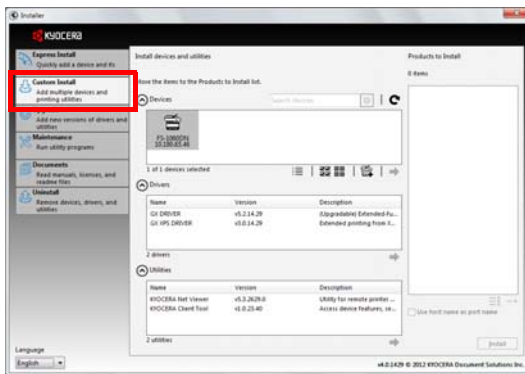 Installer
KYOCERA
Express Install
Quickly add a device and its
Custom Install
Add multiple devices and
printing utilities
Add new versions of drivers and
utilities
Maintenance
Run utility programs
Documents
Read manuals, licenses, and
readme files
Uninstall
Remove devices, drivers, and
utilities
Language
English
Install devices and utilities
Move the items to the Products to Install list.
Devices
Search devices
FS-1060DN
1 of 1 devices selected
Drivers
Name Version Description
GX DRIVER v5.2.14.29 (Upgradable) Extended-Fu...
GX XPS DRIVER v3.0.14.29 Extended printing from X...
2 drivers
Utilities
Name Version Description
KYOCERA Net Viewer v5.3.2629.0 Utility for remote printer ...
KYOCERA Client Tool v1.0.23.40 Access device features, se...
2 utilities
Products to Install
0 items
Use host name as port name
Install
v4.0.1429 © 2012 KYOCERA Document Solutions Inc.